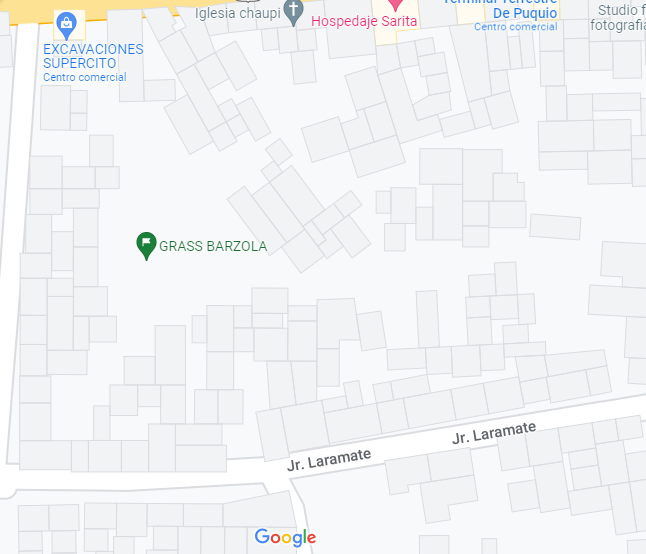 Iglesia chaupi
Hospedaje Sarita
Terminal Terrestre
De Puquio
Centro comercial
Studio f
fotografía
EXCAVACIONES
SUPERCITO
Centro comercial
GRASS BARZOLA
Jr. Laramate
Jr. Laramate
Google